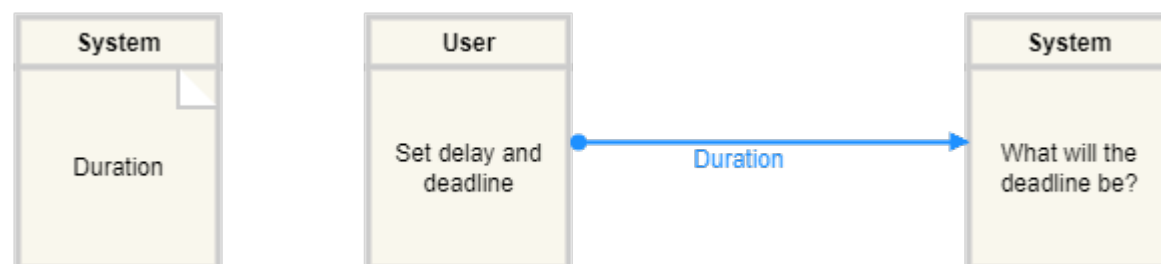 System
User
System
Duration
Set delay and
deadline
Duration
What will the
deadline be?